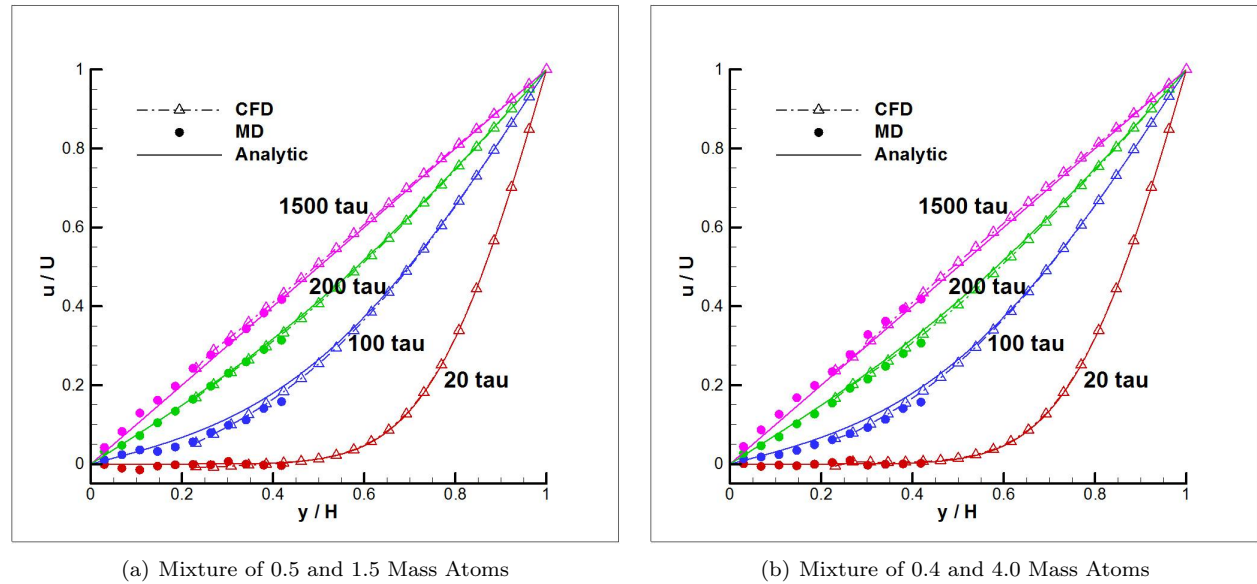 1
0.8
0.6
0.4
0.2
0
0 0.2 0.4 0.6 0.8 1
u / U
y / H
CFD
MD
Analytic
1500 tau
200 tau
100 tau
20 tau
(a) Mixture of 0.5 and 1.5 Mass Atoms
1
0.8
0.6
0.4
0.2
0
0 0.2 0.4 0.6 0.8 1
u / U
y / H
CFD
MD
Analytic
1500 tau
200 tau
100 tau
20 tau
(b) Mixture of 0.4 and 4.0 Mass Atoms